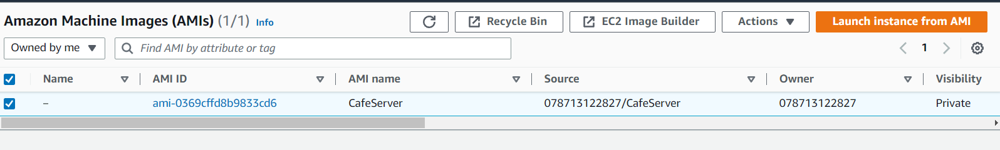 Amazon Machine Images (AMIs) (1/1) Info Recycle Bin EC2 Image Builder Actions Launch instance from AMI
Owned by me Find AMI by attribute or tag 1
Name AMI ID AMI name Source Owner Visibility
– ami-0369cffd8b9833cd6 CafeServer 078713122827/CafeServer 078713122827 Private